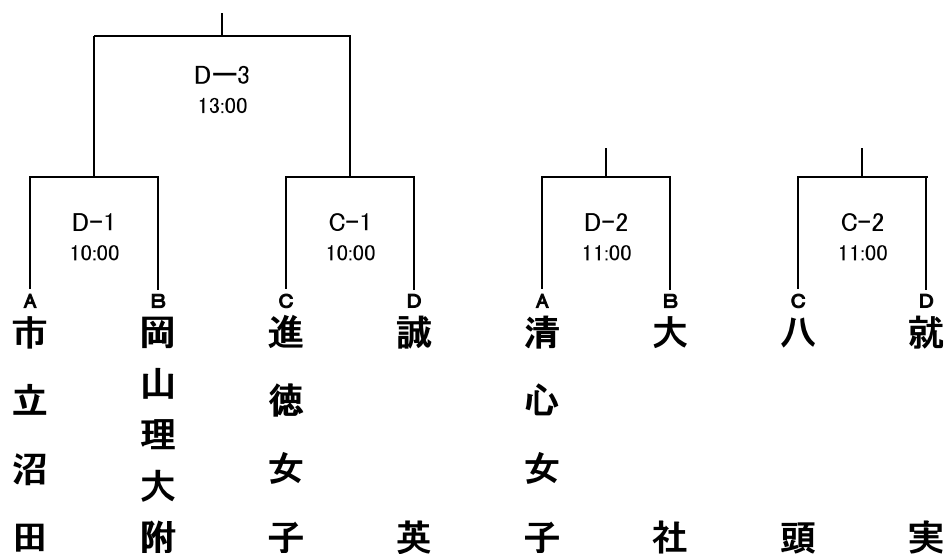 Dー3
13:00
D-1
10:00
C-1
10:00
D-2
11:00
C-2
11:00
A
B
C
D
A
B
C
D
市立沼田
岡山理大附
進徳女子
誠英
清心女子
大社
八頭
就実